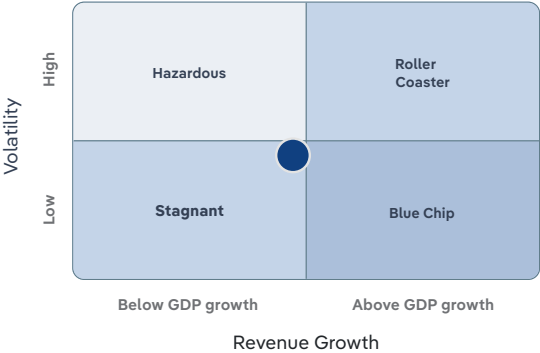 Volatility
High
Hazardous
Roller
Coaster
Low
Stagnant
Blue Chip
Below GDP growth
Above GDP growth
Revenue Growth